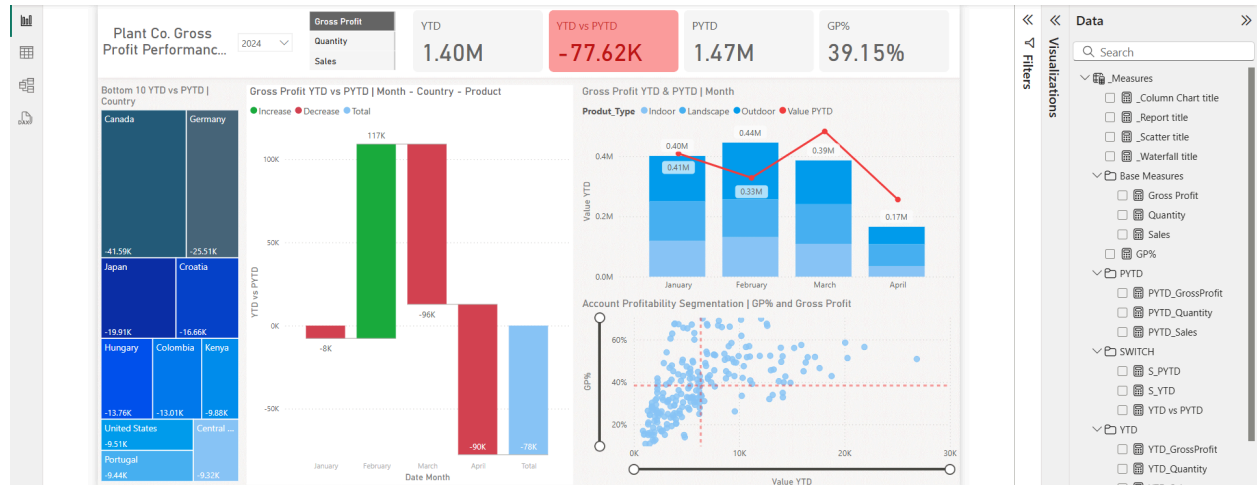 Plant Co. Gross
Profit Performanc...
2024
Gross Profit
Quantity
Sales
YTD
1.40M
YTD vs PYTD
-77.62K
PYTD
1.47M
GP%
39.15%
Bottom 10 YTD vs PYTD |
Country
Canada
-41.59K
Germany
-25.51K
Japan
-19.91K
Croatia
-16.66K
Hungary
-13.76K
Colombia
-13.01K
Kenya
-9.88K
United States
-9.51K
Portugal
-9.44K
Central ...
-9.32K
Gross Profit YTD vs PYTD | Month - Country - Product
Increase Decrease Total
YTD vs PYTD
100K
50K
0K
-50K
-8K
117K
-96K
-90K
-78K
January February March April Total
Date Month
Gross Profit YTD & PYTD | Month
Produt_Type Indoor Landscape Outdoor Value PYTD
Value YTD
0.4M
0.2M
0.0M
0.40M
0.41M
0.44M
0.33M
0.39M
0.17M
January February March April
Account Profitability Segmentation | GP% and Gross Profit
GP%
60%
40%
20%
0K 10K 20K 30K
Value YTD
Filters
Visualizations
Data
Search
_Measures
_Column Chart title
_Report title
_Scatter title
_Waterfall title
Base Measures
Gross Profit
Quantity
Sales
GP%
PYTD
PYTD_GrossProfit
PYTD_Quantity
PYTD_Sales
SWITCH
S_PYTD
S_YTD
YTD vs PYTD
YTD
YTD_GrossProfit
YTD_Quantity